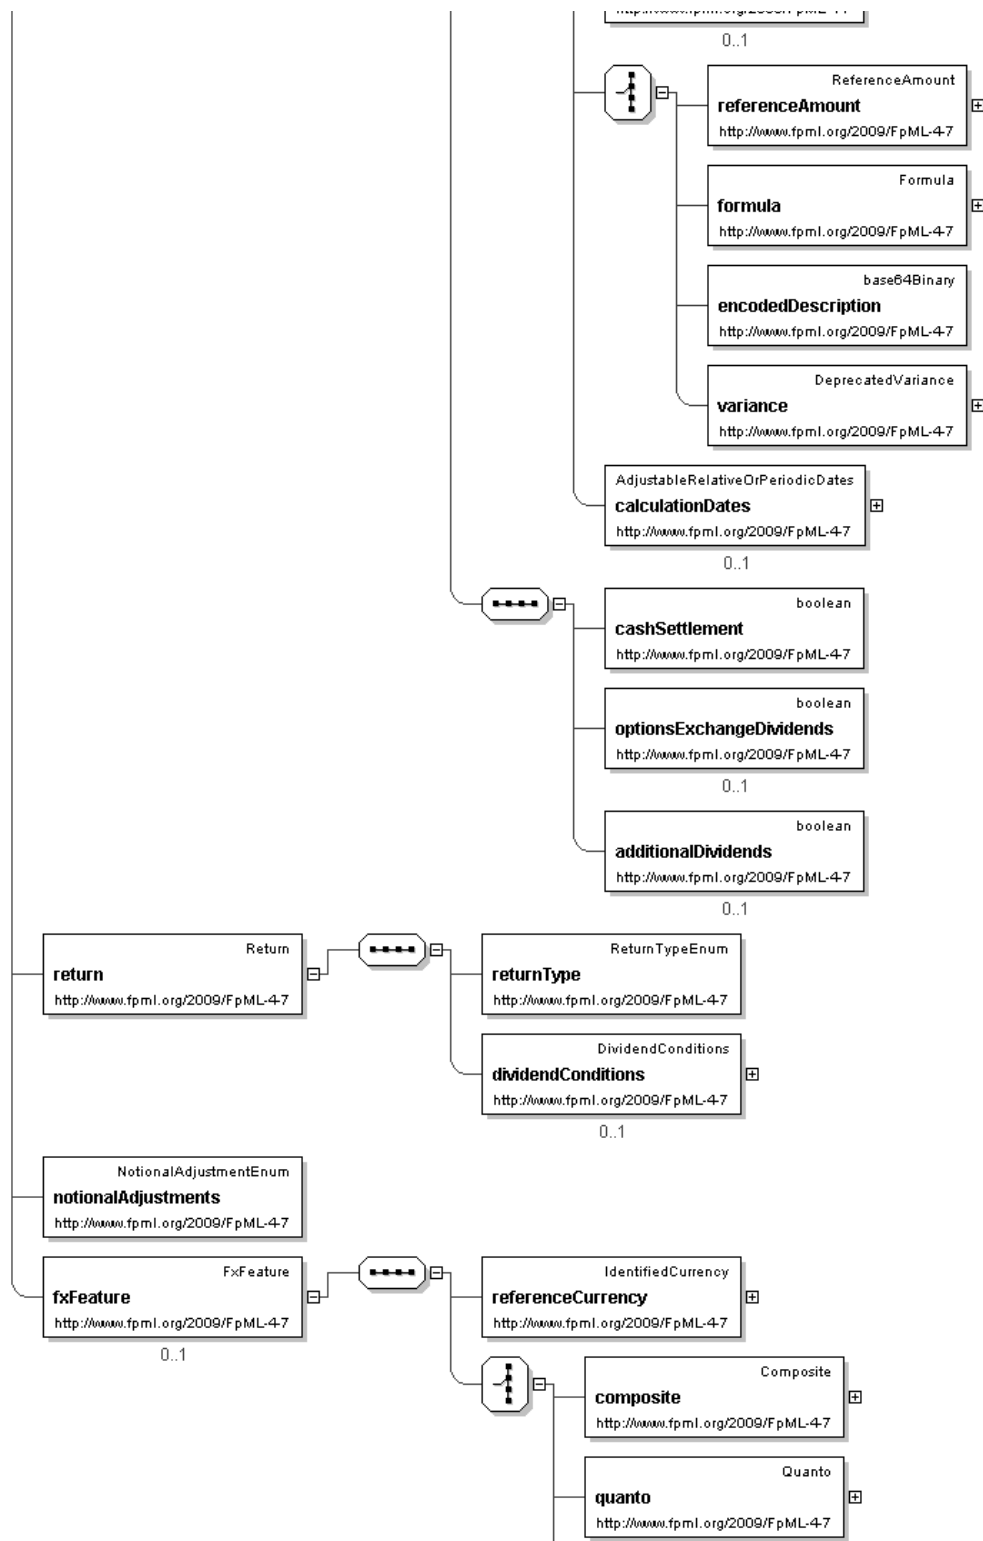 0..1
ReferenceAmount
referenceAmount
http://www.fpml.org/2009/FpML-4-7
Formula
formula
http://www.fpml.org/2009/FpML-4-7
base64Binary
encodedDescription
http://www.fpml.org/2009/FpML-4-7
DeprecatedVariance
variance
http://www.fpml.org/2009/FpML-4-7
AdjustableRelativeOrPeriodicDates
calculationDates
http://www.fpml.org/2009/FpML-4-7
0..1
boolean
cashSettlement
http://www.fpml.org/2009/FpML-4-7
boolean
optionsExchangeDividends
http://www.fpml.org/2009/FpML-4-7
0..1
boolean
additionalDividends
http://www.fpml.org/2009/FpML-4-7
0..1
Return
return
http://www.fpml.org/2009/FpML-4-7
ReturnTypeEnum
returnType
http://www.fpml.org/2009/FpML-4-7
DividendConditions
dividendConditions
http://www.fpml.org/2009/FpML-4-7
0..1
NotionalAdjustmentEnum
notionalAdjustments
http://www.fpml.org/2009/FpML-4-7
FxFeature
fxFeature
http://www.fpml.org/2009/FpML-4-7
0..1
IdentifiedCurrency
referenceCurrency
http://www.fpml.org/2009/FpML-4-7
Composite
composite
http://www.fpml.org/2009/FpML-4-7
Quanto
quanto
http://www.fpml.org/2009/FpML-4-7